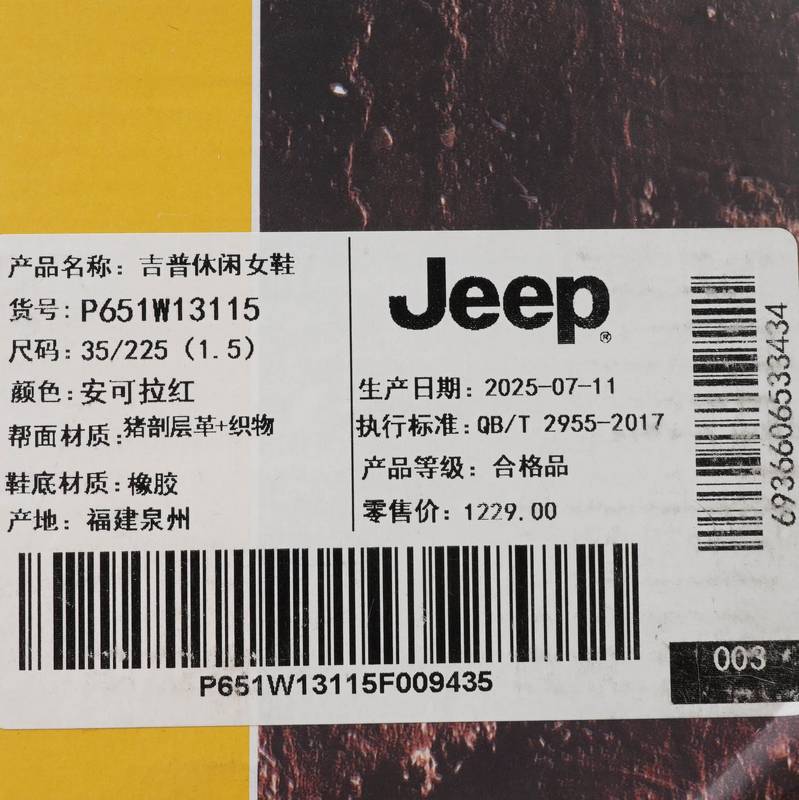 产品名称: 吉普休闲女鞋
货号: P651W13115
尺码: 35/225 (1.5)
颜色: 安可拉红
帮面材质: 猪剖层革+织物
鞋底材质: 橡胶
产地: 福建泉州
Jeep®
生产日期: 2025-07-11
执行标准: QB/T 2955-2017
产品等级: 合格品
零售价: 1229.00
6936606533434
P651W13115F009435
003